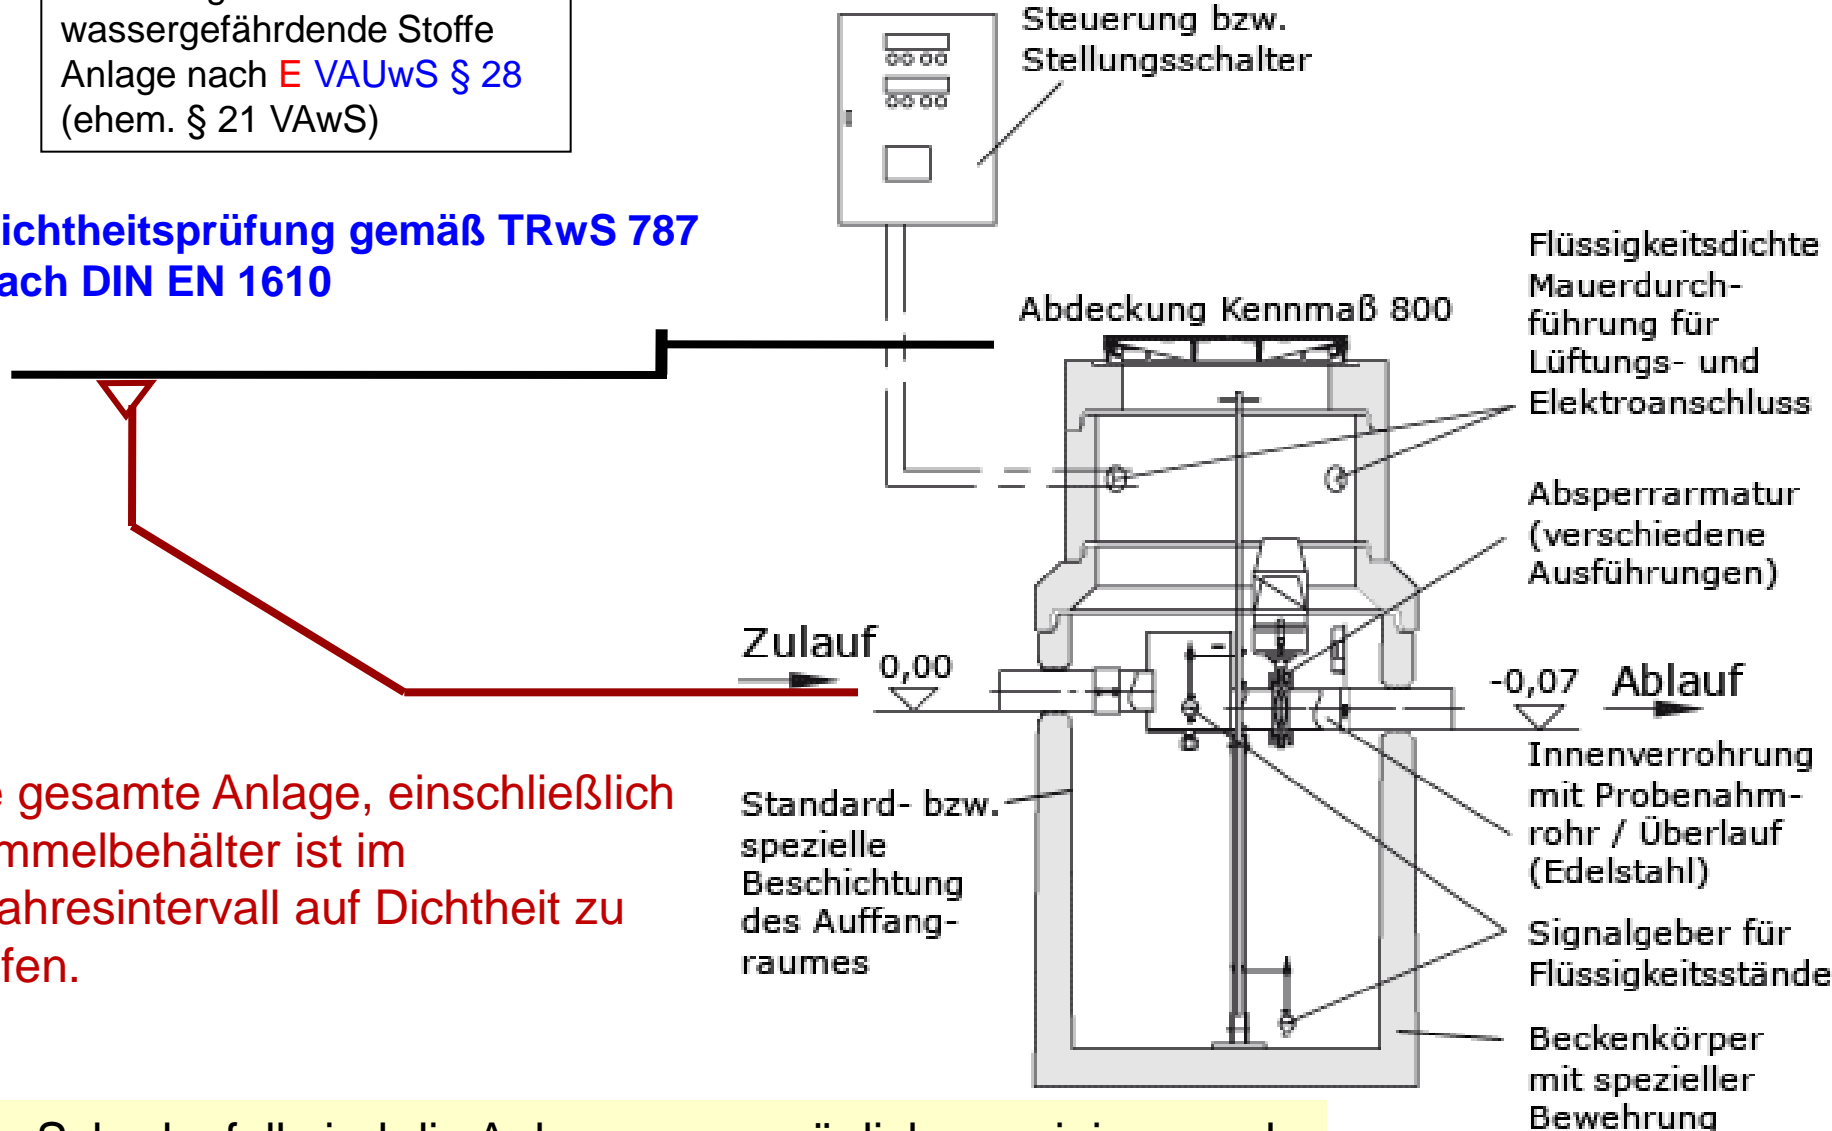 wassergefährdende Stoffe
Anlage nach E VAUwS § 28
(ehem. § 21 VAwS)
ichtheitsprüfung gemäß TRwS 787
ach DIN EN 1610
Steuerung bzw.
Stellungsschalter
Abdeckung Kennmaß 800
Flüssigkeitsdichte
Mauerdurch-
führung für
Lüftungs- und
Elektroanschluss
Absperrarmatur
(verschiedene
Ausführungen)
Zulauf
0,00
-0,07
Ablauf
Innenverrohrung
mit Probenahm-
rohr / Überlauf
(Edelstahl)
e gesamte Anlage, einschließlich
mmelbehälter ist im
ahresintervall auf Dichtheit zu
fen.
Standard- bzw.
spezielle
Beschichtung
des Auffang-
raumes
Signalgeber für
Flüssigkeitsstände
Beckenkörper
mit spezieller
Bewehrung